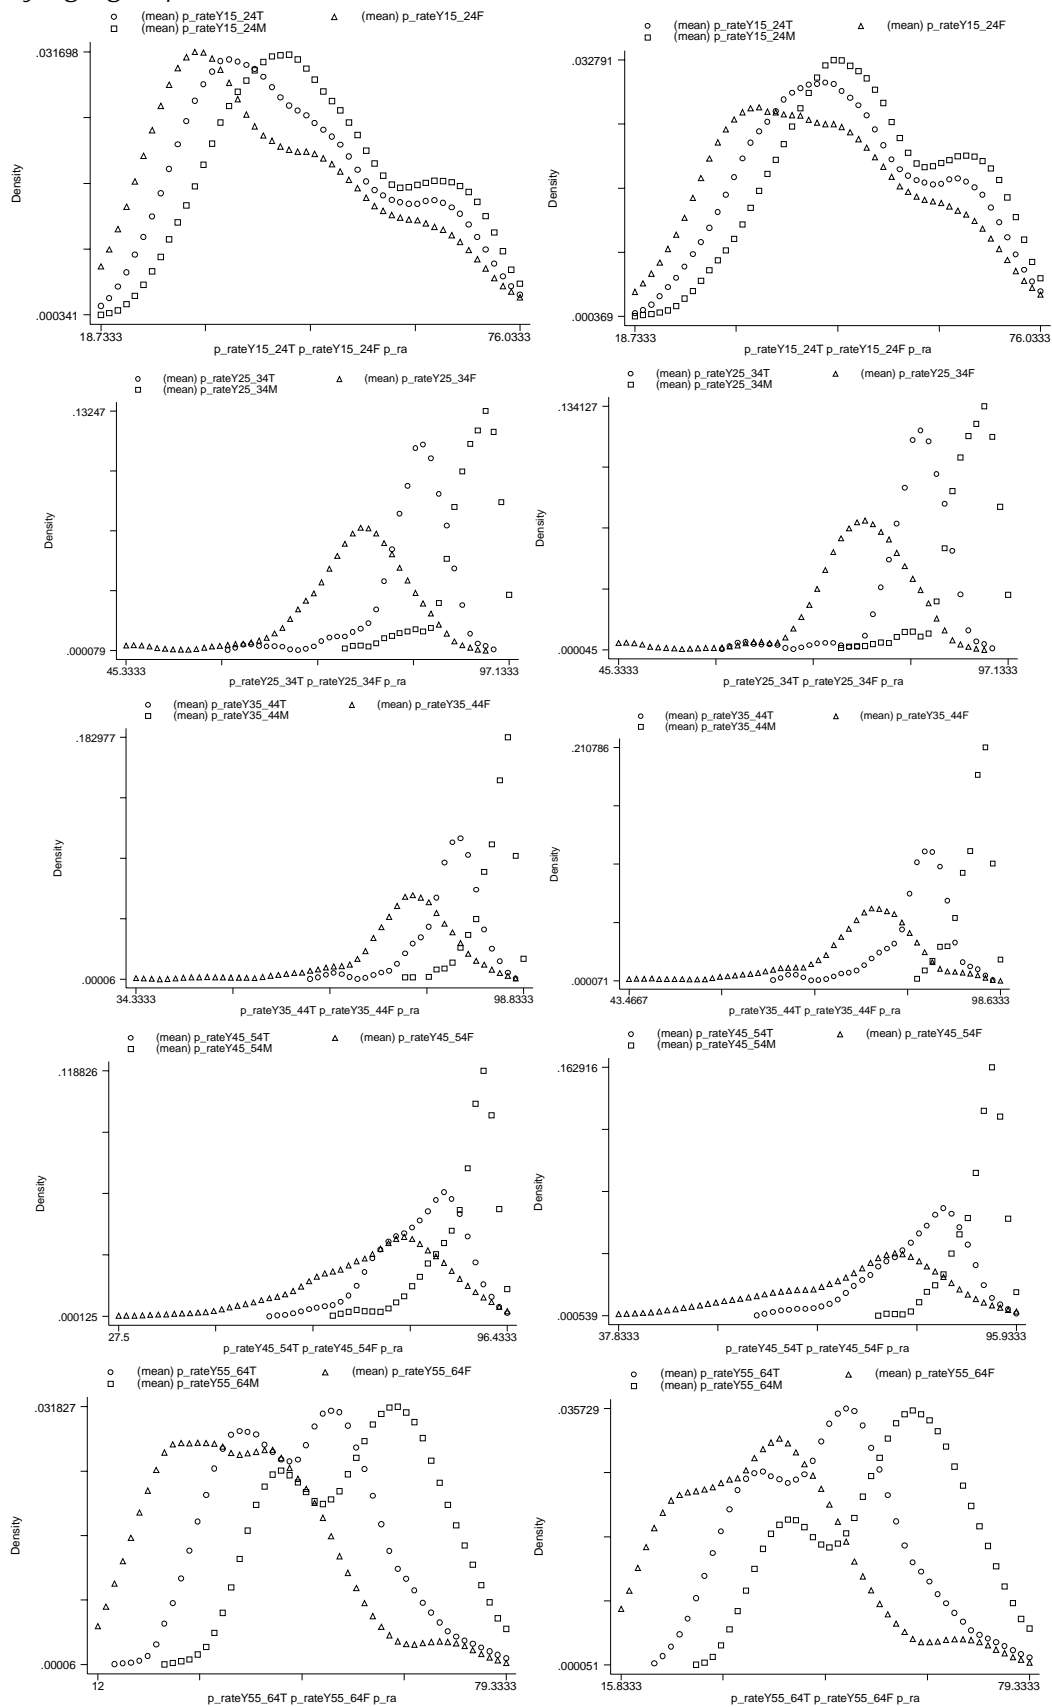 (mean) p_rateY15_24T (mean) p_rateY15_24F
(mean) p_rateY15_24M
.031698
Density
.000341
18.7333 76.0333
p_rateY15_24T p_rateY15_24F p_ra
(mean) p_rateY15_24T (mean) p_rateY15_24F
(mean) p_rateY15_24M
.032791
Density
.000369
18.7333 76.0333
p_rateY15_24T p_rateY15_24F p_ra
(mean) p_rateY25_34T (mean) p_rateY25_34F
(mean) p_rateY25_34M
.13247
Density
.000079
45.3333 97.1333
p_rateY25_34T p_rateY25_34F p_ra
(mean) p_rateY25_34T (mean) p_rateY25_34F
(mean) p_rateY25_34M
.134127
Density
.000045
45.3333 97.1333
p_rateY25_34T p_rateY25_34F p_ra
(mean) p_rateY35_44T (mean) p_rateY35_44F
(mean) p_rateY35_44M
.182977
Density
.00006
34.3333 98.8333
p_rateY35_44T p_rateY35_44F p_ra
(mean) p_rateY35_44T (mean) p_rateY35_44F
(mean) p_rateY35_44M
.210786
Density
.000071
43.4667 98.6333
p_rateY35_44T p_rateY35_44F p_ra
(mean) p_rateY45_54T (mean) p_rateY45_54F
(mean) p_rateY45_54M
.118826
Density
.000125
27.5 96.4333
p_rateY45_54T p_rateY45_54F p_ra
(mean) p_rateY45_54T (mean) p_rateY45_54F
(mean) p_rateY45_54M
.162916
Density
.000539
37.8333 95.9333
p_rateY45_54T p_rateY45_54F p_ra
(mean) p_rateY55_64T (mean) p_rateY55_64F
(mean) p_rateY55_64M
.031827
Density
.00006
12 79.3333
p_rateY55_64T p_rateY55_64F p_ra
(mean) p_rateY55_64T (mean) p_rateY55_64F
(mean) p_rateY55_64M
.035729
Density
.000051
15.8333 79.3333
p_rateY55_64T p_rateY55_64F p_ra